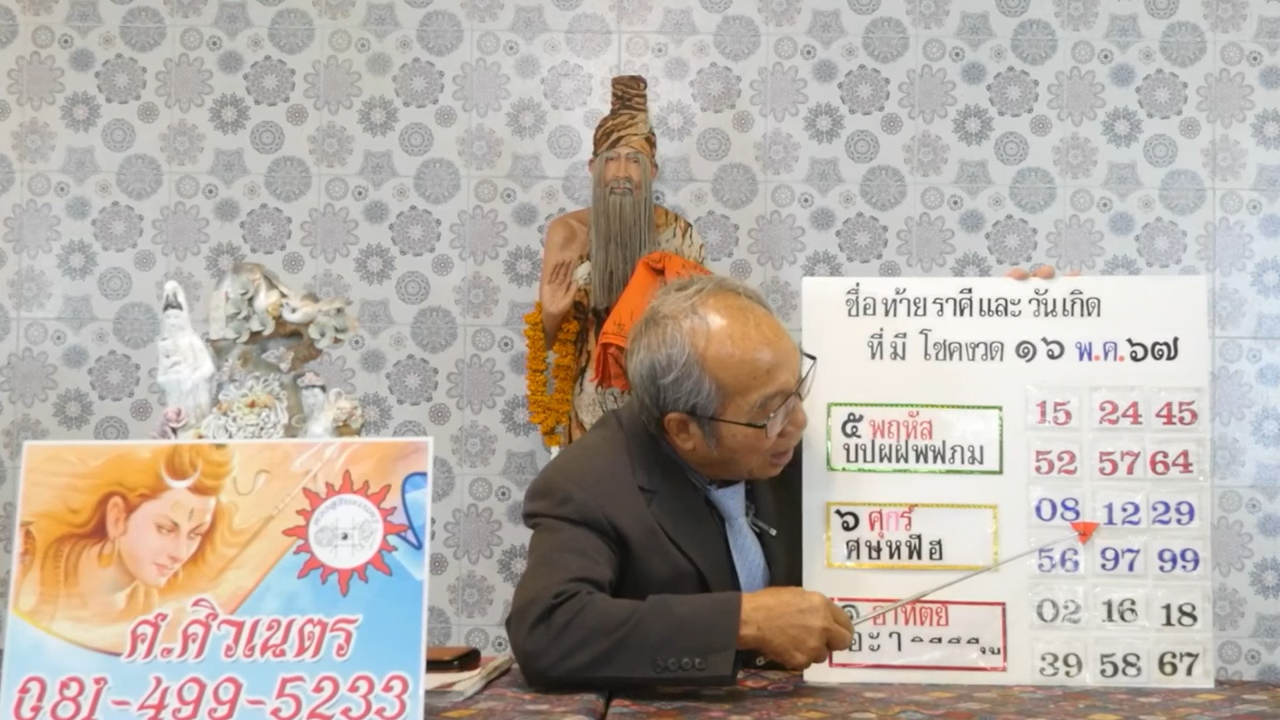 ชื่อท้ายราศีและวันเกิด
ที่มี โชคงวด ๑๖ พ.ค.๖๗
๕ พฤหัส
บปผฝพฟภม
15 24 45
52 57 64
๖ ศุกร์
ศษหฬฮ
08 12 29
56 97 99
อาทิตย์
อะา
02 16 18
39 58 67
ศ.ศิวเนตร
081-499-5233